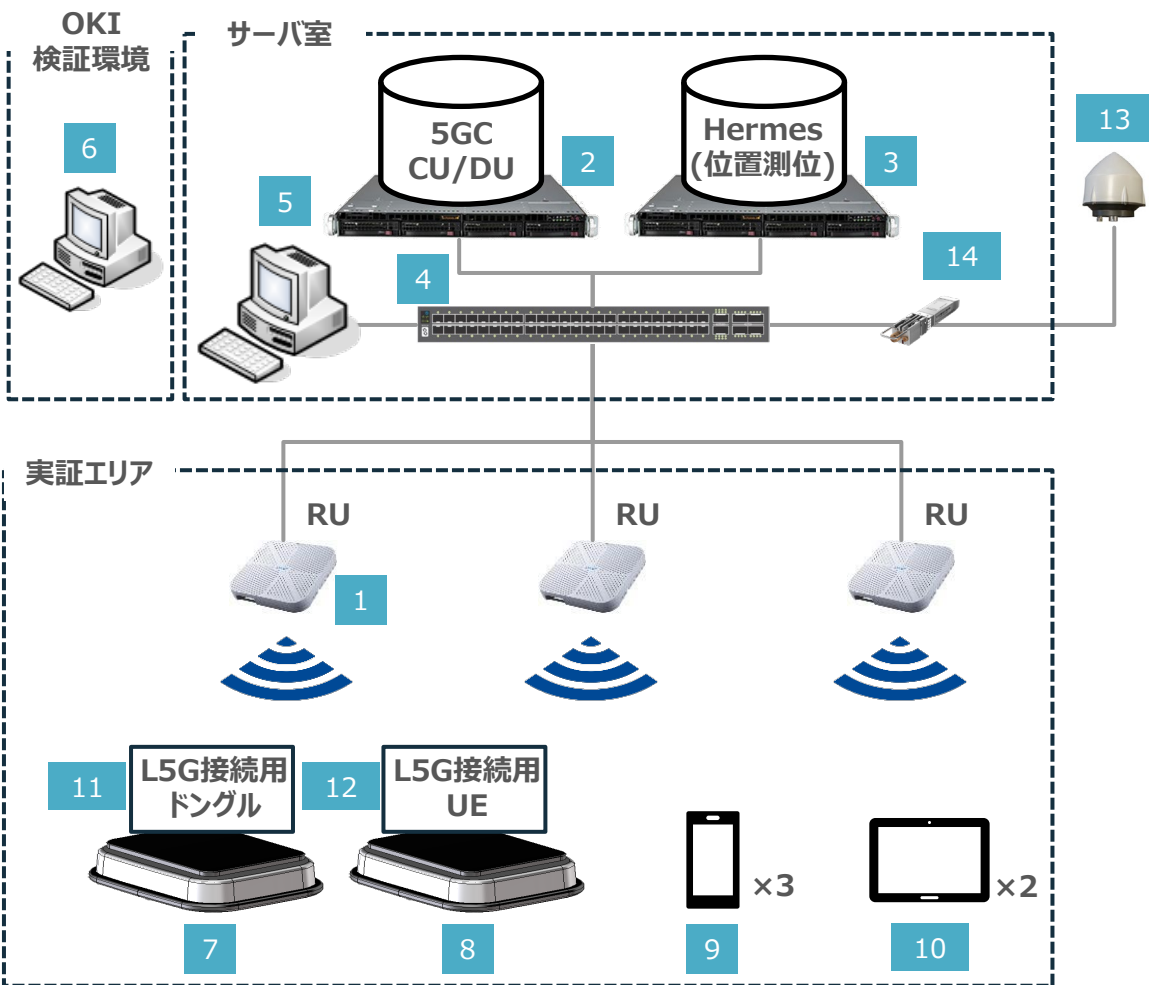 OKI
検証環境
サーバ室
6
5GC
CU/DU
2
Hermes
(位置測位)
3
13
5
4
14
実証エリア
RU
RU
RU
1
11
L5G接続用
ドングル
12
L5G接続用
UE
×3
×2
7
8
9
10